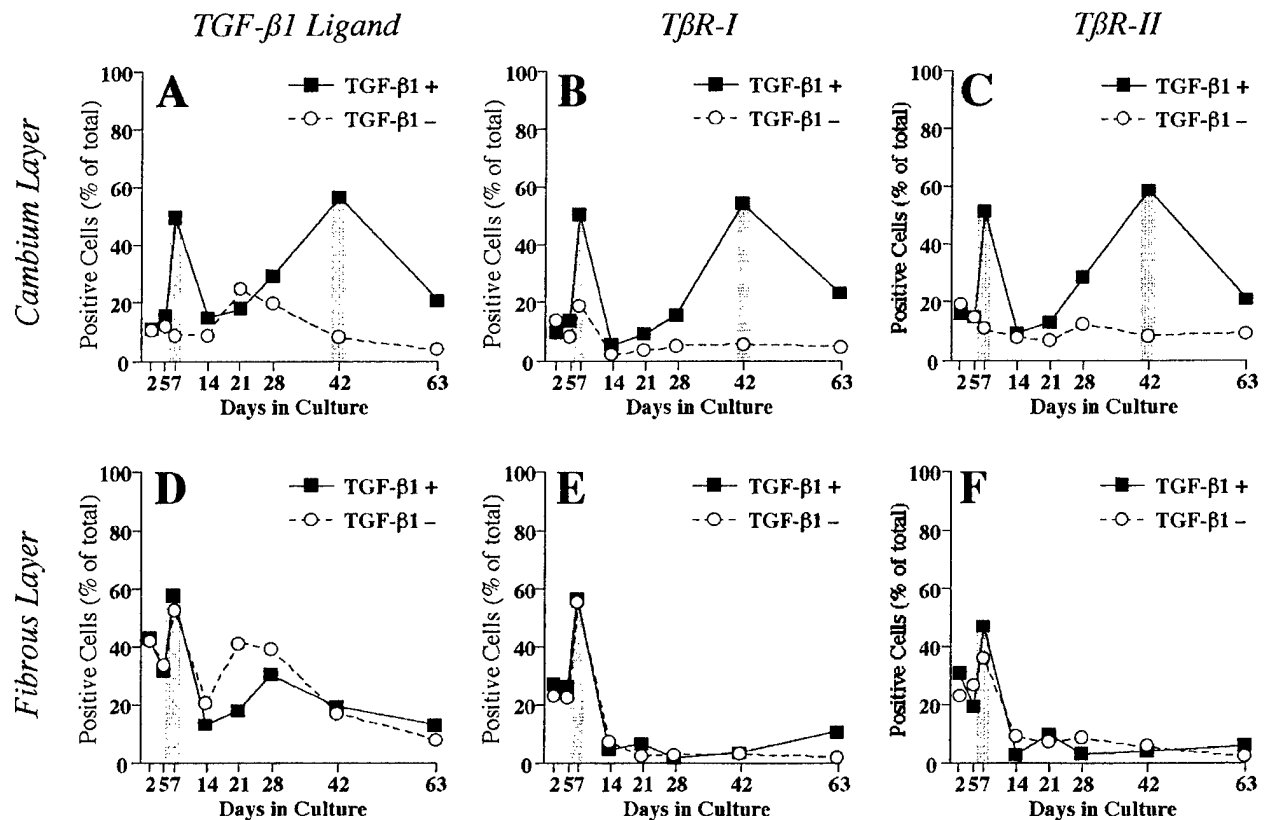 TGF-β1 Ligand
TβR-I
TβR-II
Cambium Layer
A
TGF-β1 +
TGF-β1 –
Positive Cells (% of total)
100
80
60
40
20
0
2 5 7 14 21 28 42 63
Days in Culture
B
TGF-β1 +
TGF-β1 –
Positive Cells (% of total)
100
80
60
40
20
0
2 5 7 14 21 28 42 63
Days in Culture
C
TGF-β1 +
TGF-β1 –
Positive Cells (% of total)
100
80
60
40
20
0
2 5 7 14 21 28 42 63
Days in Culture
Fibrous Layer
D
TGF-β1 +
TGF-β1 –
Positive Cells (% of total)
100
80
60
40
20
0
2 5 7 14 21 28 42 63
Days in Culture
E
TGF-β1 +
TGF-β1 –
Positive Cells (% of total)
100
80
60
40
20
0
2 5 7 14 21 28 42 63
Days in Culture
F
TGF-β1 +
TGF-β1 –
Positive Cells (% of total)
100
80
60
40
20
0
2 5 7 14 21 28 42 63
Days in Culture